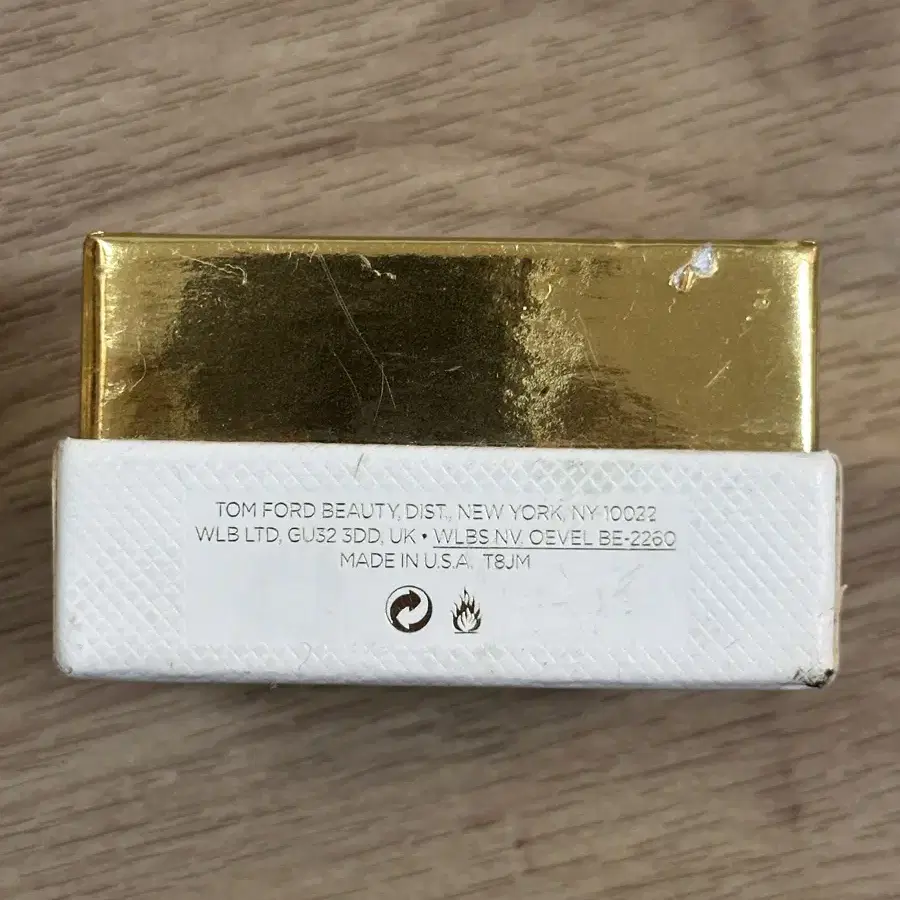 TOM FORD BEAUTY, DIST., NEW YORK, NY 10022
WLB LTD, GU32 3DD, UK • WLBS NV, OEVEL BE-2260
MADE IN U.S.A. T8JM